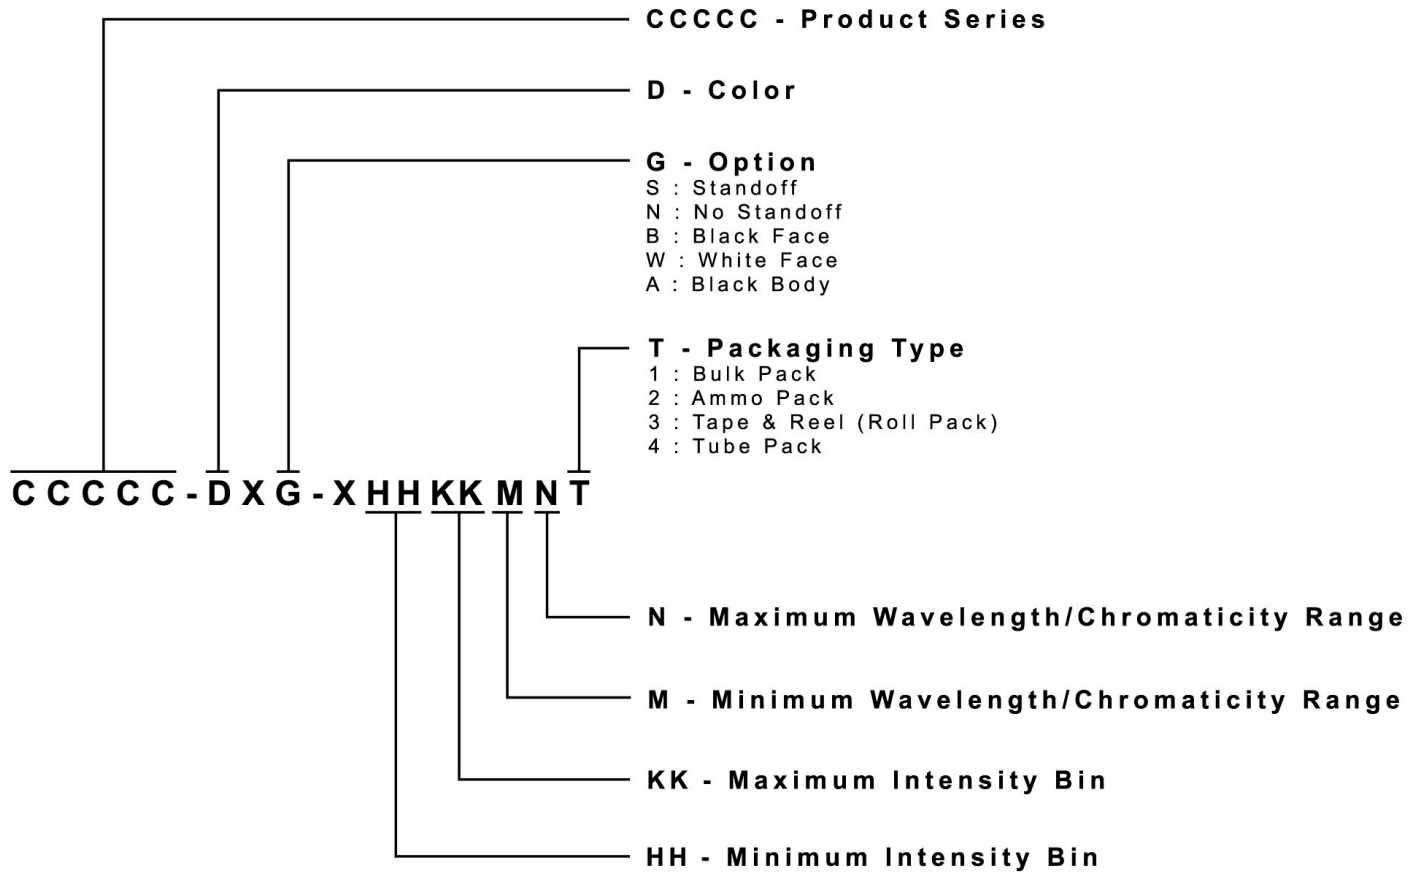 CCCCC - Product Series
D - Color
G - Option
S : Standoff
N : No Standoff
B : Black Face
W : White Face
A : Black Body
T - Packaging Type
1 : Bulk Pack
2 : Ammo Pack
3 : Tape & Reel (Roll Pack)
4 : Tube Pack
CCCCC-DXG-XHHKKMNT
N - Maximum Wavelength/Chromaticity Range
M - Minimum Wavelength/Chromaticity Range
KK - Maximum Intensity Bin
HH - Minimum Intensity Bin